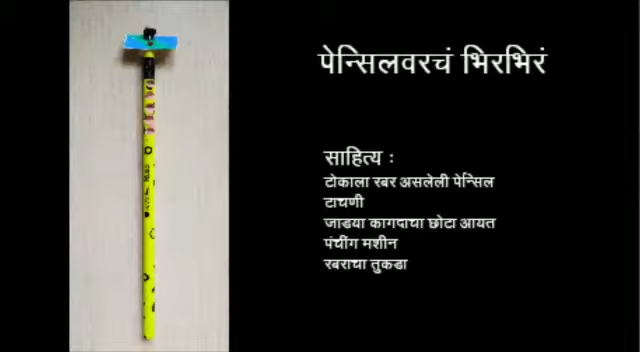 पेन्सिलवरचं भिरभिरं
साहित्य :
टोकाला रबर असलेली पेन्सिल
टाचणी
जाडया कागदाचा छोटा आयत
पंचींग मशीन
रबराचा तुकडा